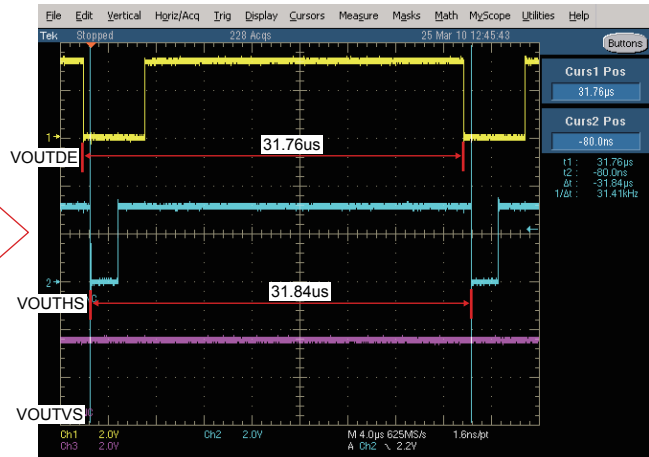 File Edit Vertical Horiz/Acq Trig Display Cursors Measure Masks Math MyScope Utilities Help
Tek Stopped 228 Acqs 25 Mar 10 12:45:43
Buttons
Curs1 Pos
31.76µs
Curs2 Pos
-80.0ns
t1 : 31.76µs
t2 : -80.0ns
Δt : -31.84µs
1/Δt : 31.41kHz
1
31.76us
VOUTDE
2
31.84us
VOUTHS
VOUTVS
Ch1 2.0V Ch2 2.0V M 4.0µs 625MS/s 1.6ns/pt
Ch3 2.0V A Ch2 \ 2.2V